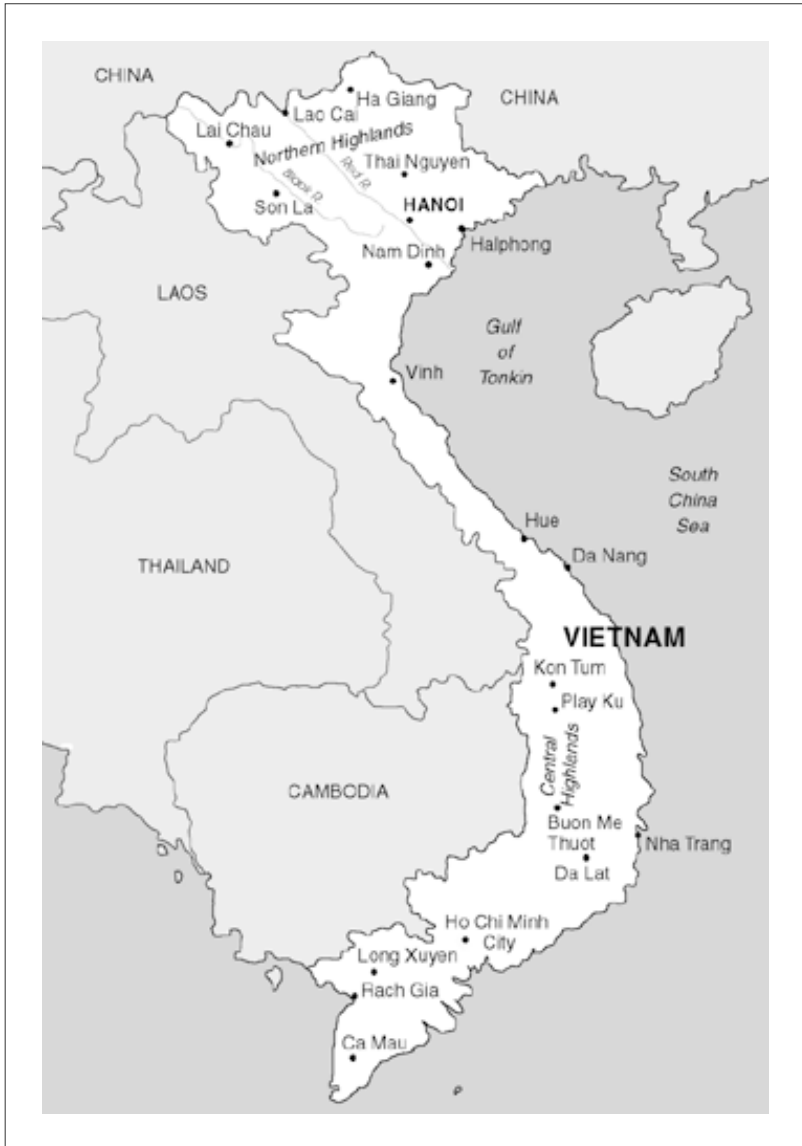 CHINA
CHINA
Ha Giang
Lao Cai
Lai Chau
Northern Highlands
Thai Nguyen
Red R.
Black R.
Son La
HANOI
Nam Dinh
Halphong
LAOS
Gulf
of
Tonkin
Vinh
South
China
Sea
Hue
Da Nang
THAILAND
VIETNAM
Kon Tum
Play Ku
Central
Highlands
CAMBODIA
Buon Me
Thuot
Nha Trang
Da Lat
Ho Chi Minh
City
Long Xuyen
Rach Gia
Ca Mau